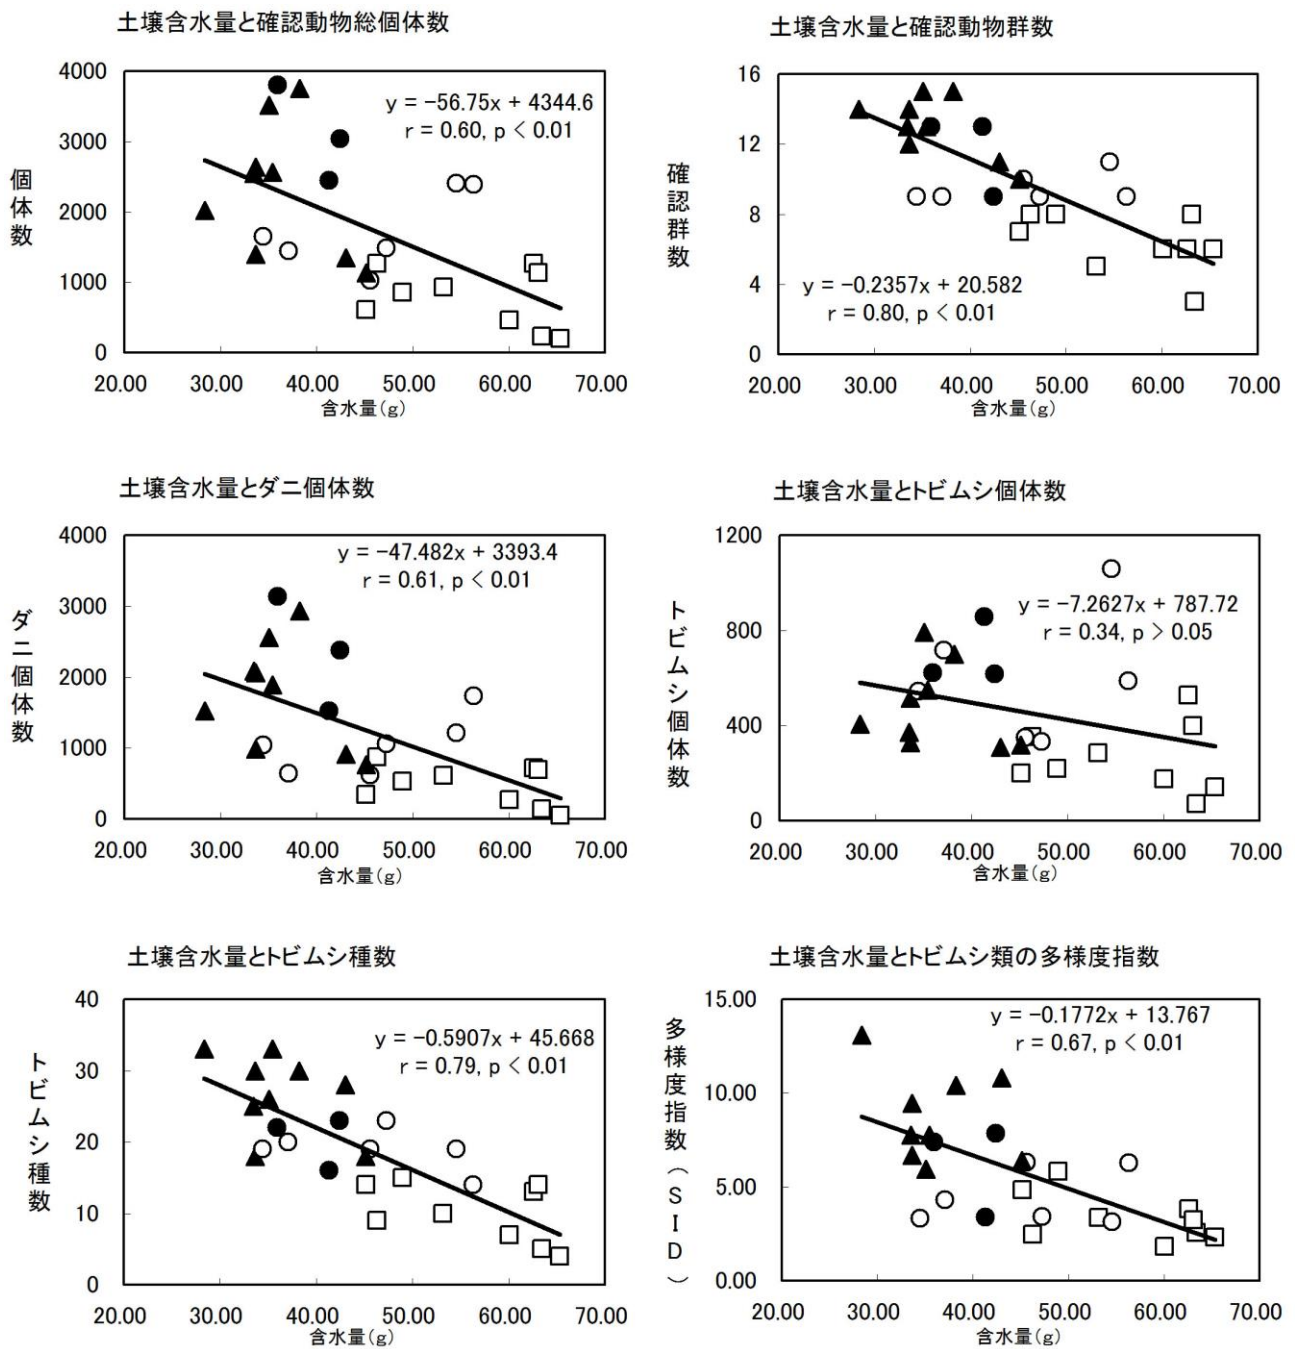 土壌含水量と確認動物総個体数
個体数
4000
3000
2000
1000
0
y = −56.75x + 4344.6
r = 0.60, p < 0.01
20.00 30.00 40.00 50.00 60.00 70.00
含水量(g)
土壌含水量と確認動物群数
確認群数
16
12
8
4
0
y = −0.2357x + 20.582
r = 0.80, p < 0.01
20.00 30.00 40.00 50.00 60.00 70.00
含水量(g)
土壌含水量とダニ個体数
ダニ個体数
4000
3000
2000
1000
0
y = −47.482x + 3393.4
r = 0.61, p < 0.01
20.00 30.00 40.00 50.00 60.00 70.00
含水量(g)
土壌含水量とトビムシ個体数
トビムシ個体数
1200
800
400
0
y = −7.2627x + 787.72
r = 0.34, p > 0.05
20.00 30.00 40.00 50.00 60.00 70.00
含水量(g)
土壌含水量とトビムシ種数
トビムシ種数
40
30
20
10
0
y = −0.5907x + 45.668
r = 0.79, p < 0.01
20.00 30.00 40.00 50.00 60.00 70.00
含水量(g)
土壌含水量とトビムシ類の多様度指数
多様度指数(SID)
15.00
10.00
5.00
0.00
y = −0.1772x + 13.767
r = 0.67, p < 0.01
20.00 30.00 40.00 50.00 60.00 70.00
含水量(g)